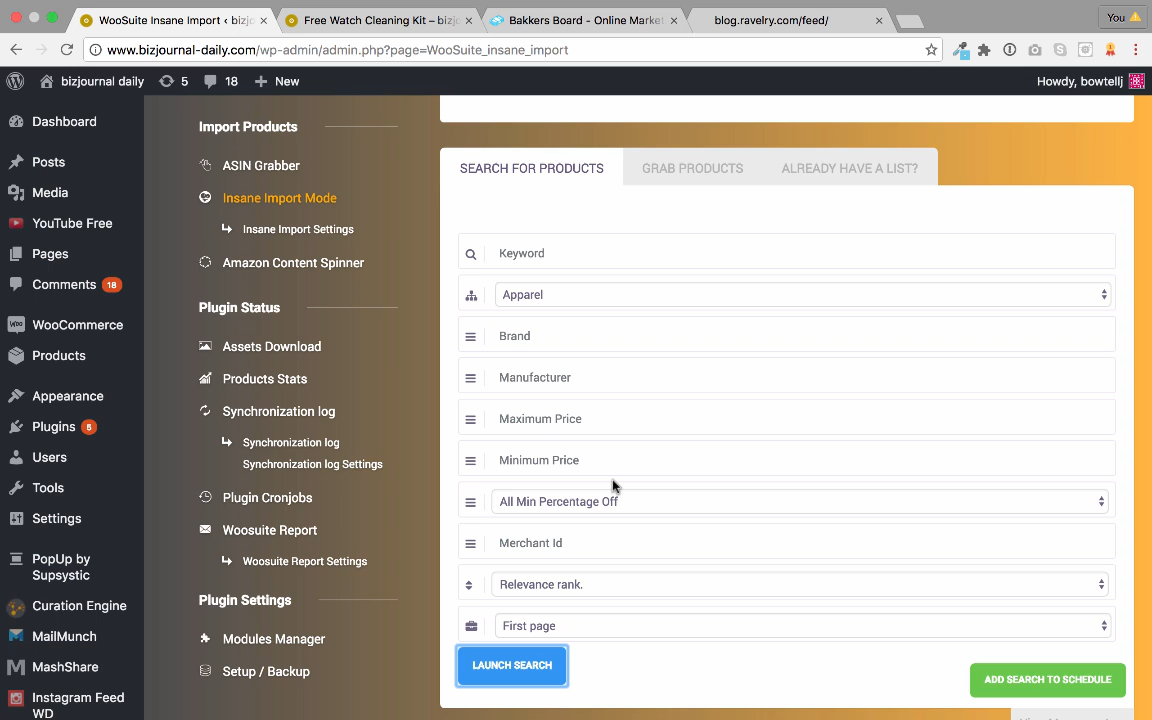 WooSuite Insane Import ‹ bizjo
Free Watch Cleaning Kit – bizjo
Bakkers Board - Online Market
blog.ravelry.com/feed/
You
www.bizjournal-daily.com/wp-admin/admin.php?page=WooSuite_insane_import
bizjournal daily
5
18
New
Howdy, bowtellj
Dashboard
Posts
Media
YouTube Free
Pages
Comments 18
WooCommerce
Products
Appearance
Plugins 5
Users
Tools
Settings
PopUp by
Supsystic
Curation Engine
MailMunch
MashShare
Instagram Feed
WD
Import Products
ASIN Grabber
Insane Import Mode
Insane Import Settings
Amazon Content Spinner
Plugin Status
Assets Download
Products Stats
Synchronization log
Synchronization log
Synchronization log Settings
Plugin Cronjobs
Woosuite Report
Woosuite Report Settings
Plugin Settings
Modules Manager
Setup / Backup
SEARCH FOR PRODUCTS
GRAB PRODUCTS
ALREADY HAVE A LIST?
Keyword
Apparel
Brand
Manufacturer
Maximum Price
Minimum Price
All Min Percentage Off
Merchant Id
Relevance rank.
First page
LAUNCH SEARCH
ADD SEARCH TO SCHEDULE